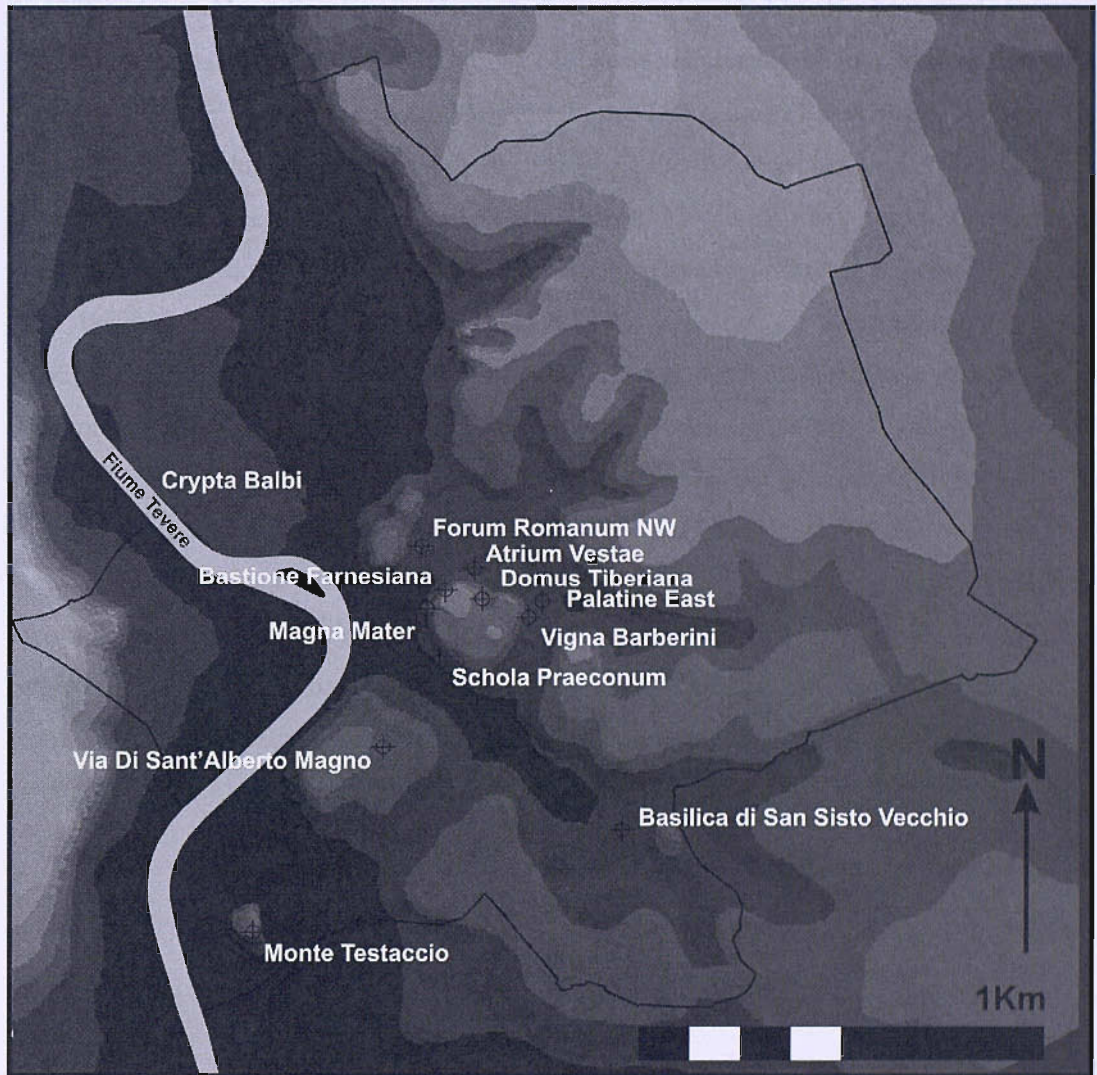 Crypta Balbi
Fiume Tevere
Forum Romanum NW
Atrium Vestae
Bastione Farnesiana
Domus Tiberiana
Palatine East
Magna Mater
Vigna Barberini
Schola Praeconum
Via Di Sant'Alberto Magno
N
Basilica di San Sisto Vecchio
Monte Testaccio
1Km